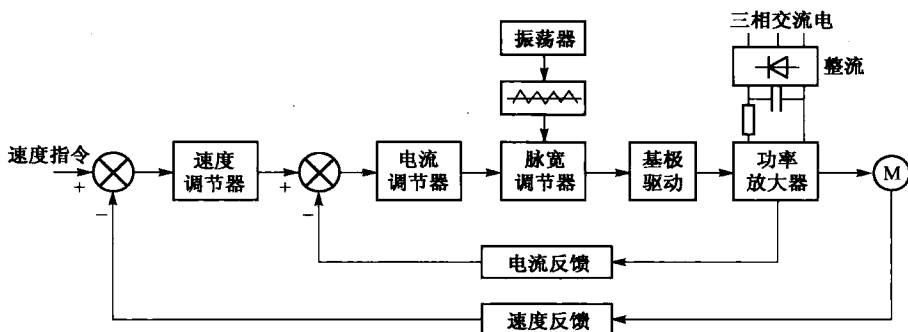 三相交流电
振荡器
整流
速度指令
+
−
速度
调节器
+
−
电流
调节器
脉宽
调节器
基极
驱动
功率
放大器
M
电流反馈
速度反馈